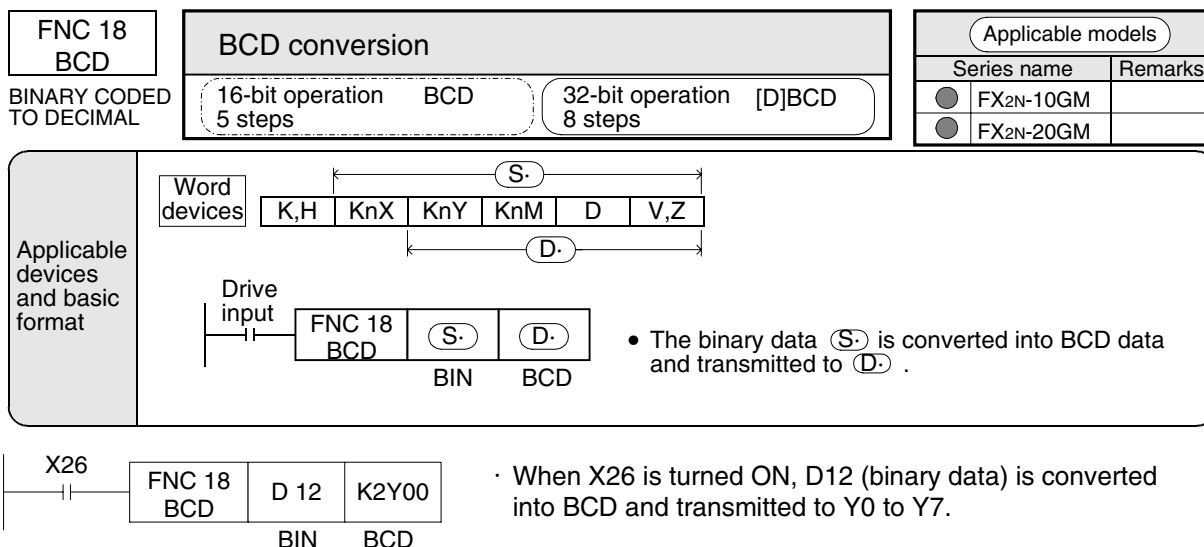 FNC 18
BCD
BINARY CODED
TO DECIMAL
BCD conversion
16-bit operation BCD
5 steps
32-bit operation [D]BCD
8 steps
Applicable models
Series name Remarks
FX2N-10GM
FX2N-20GM
Applicable
devices
and basic
format
Word
devices
S·
K,H KnX KnY KnM D V,Z
D·
Drive
input
FNC 18
BCD
S· D·
BIN BCD
• The binary data S· is converted into BCD data
and transmitted to D· .
X26
FNC 18
BCD
D 12 K2Y00
BIN BCD
· When X26 is turned ON, D12 (binary data) is converted
into BCD and transmitted to Y0 to Y7.